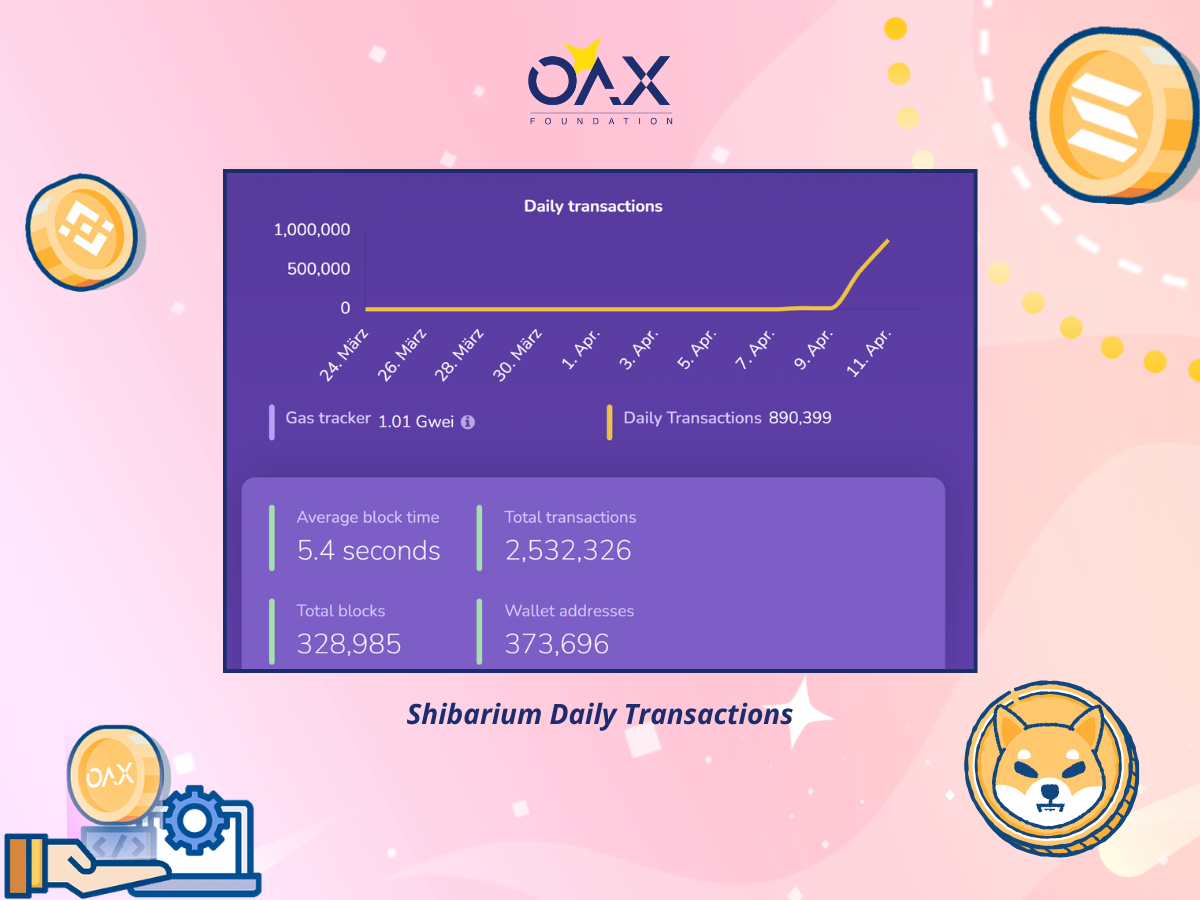 OAX
FOUNDATION
Daily transactions
1,000,000
500,000
0
24. März
26. März
28. März
30. März
1. Apr.
3. Apr.
5. Apr.
7. Apr.
9. Apr.
11. Apr.
Gas tracker 1.01 Gwei
Daily Transactions 890,399
Average block time
5.4 seconds
Total transactions
2,532,326
Total blocks
328,985
Wallet addresses
373,696
Shibarium Daily Transactions
OAX
</>